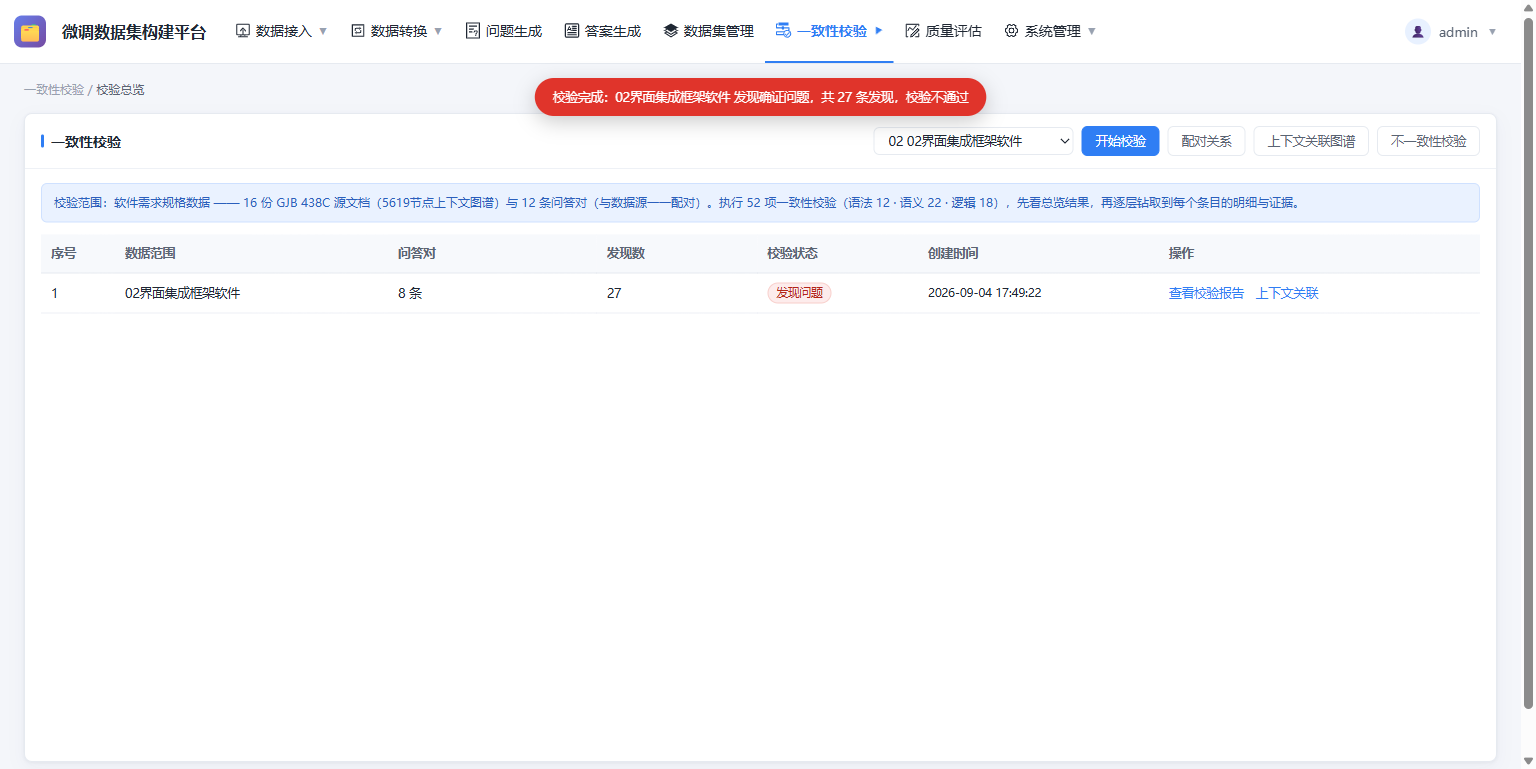 微调数据集构建平台 数据接入 ▼ 数据转换 ▼ 问题生成 答案生成 数据集管理 一致性校验 ▶ 质量评估 系统管理 ▼ admin ▼
一致性校验 / 校验总览
校验完成：02界面集成框架软件 发现确证问题，共 27 条发现，校验不通过
一致性校验 02 02界面集成框架软件 开始校验 配对关系 上下文关联图谱 不一致性校验
校验范围：软件需求规格数据 —— 16 份 GJB 438C 源文档（5619节点上下文图谱）与 12 条问答对（与数据源一一配对）。执行 52 项一致性校验（语法 12 · 语义 22 · 逻辑 18），先看总览结果，再逐层钻取到每个条目的明细与证据。
序号 数据范围 问答对 发现数 校验状态 创建时间 操作
1 02界面集成框架软件 8 条 27 发现问题 2026-09-04 17:49:22 查看校验报告 上下文关联